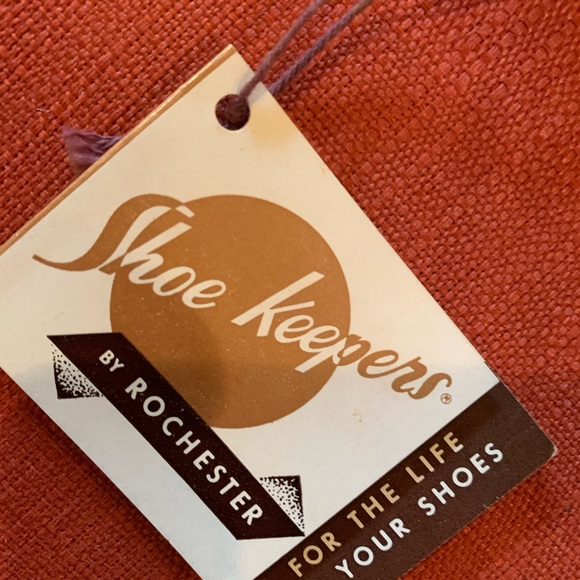 Shoe Keepers®
BY ROCHESTER
FOR THE LIFE
YOUR SHOES